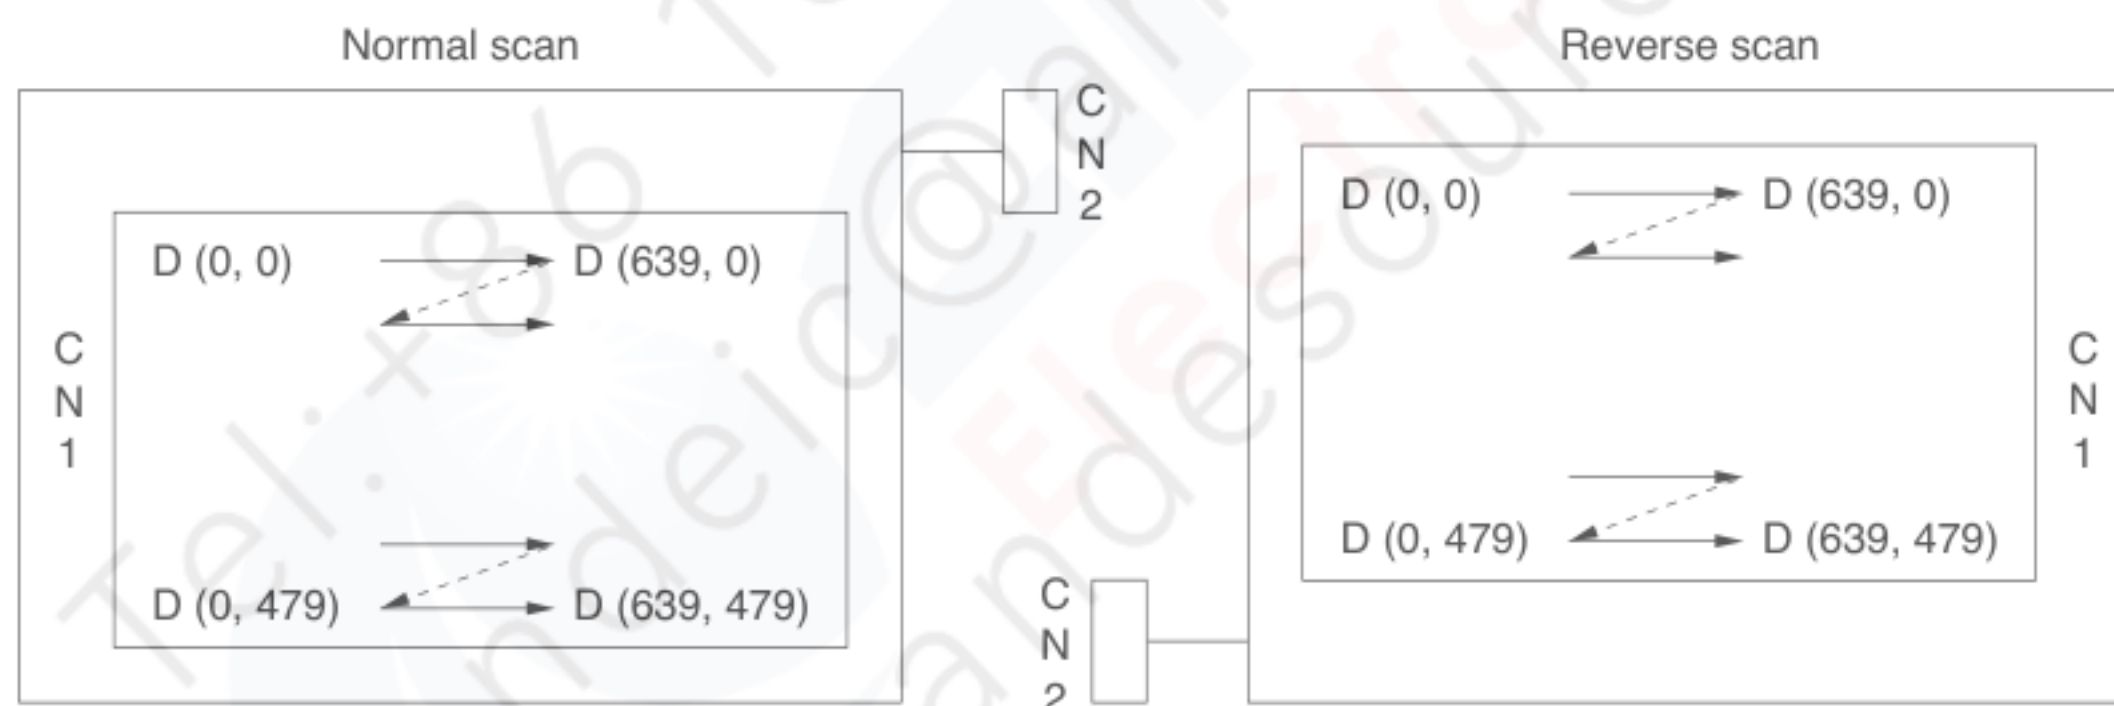 Normal scan
Reverse scan
C
N
2
D (0, 0)
D (639, 0)
D (0, 0)
D (639, 0)
C
N
1
C
N
1
D (0, 479)
D (639, 479)
D (0, 479)
D (639, 479)
C
N
2